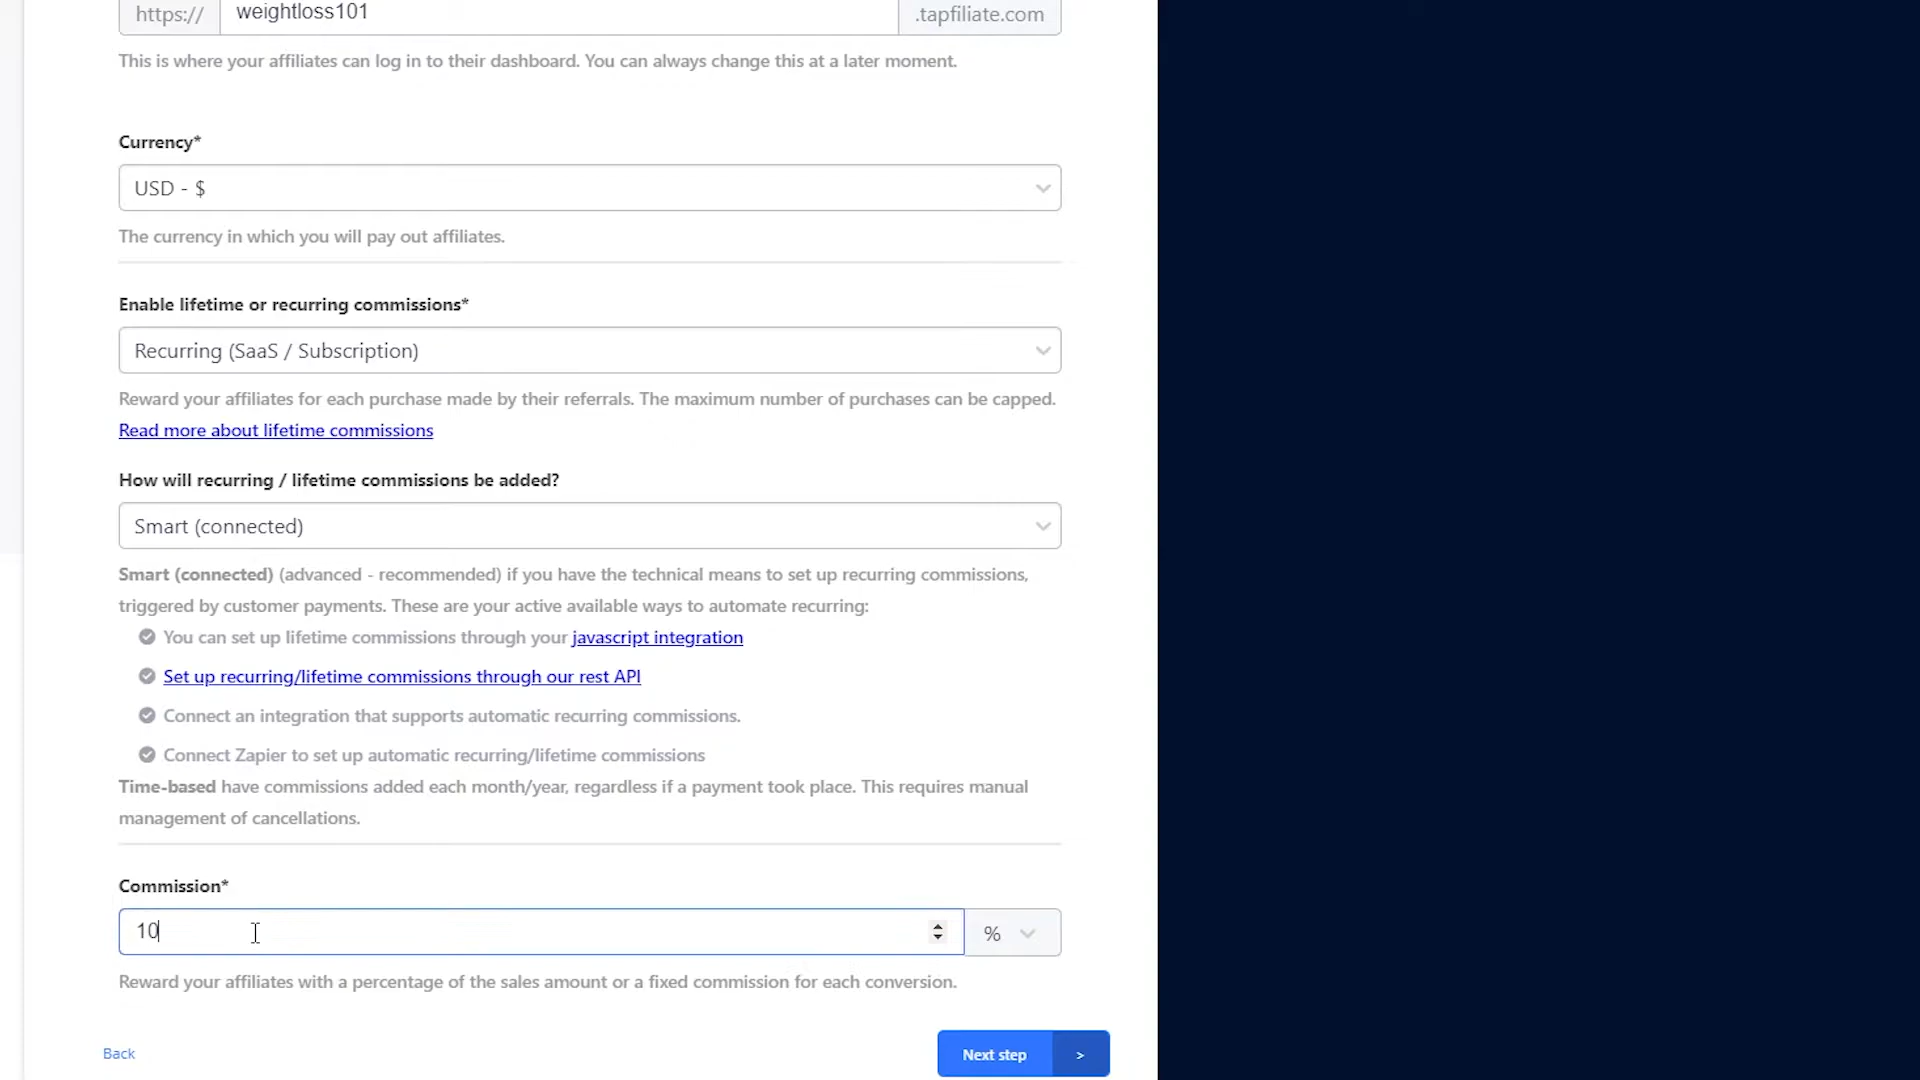 https:// weightloss101 .tapfiliate.com
This is where your affiliates can log in to their dashboard. You can always change this at a later moment.
Currency*
USD - $
The currency in which you will pay out affiliates.
Enable lifetime or recurring commissions*
Recurring (SaaS / Subscription)
Reward your affiliates for each purchase made by their referrals. The maximum number of purchases can be capped.
Read more about lifetime commissions
How will recurring / lifetime commissions be added?
Smart (connected)
Smart (connected) (advanced - recommended) if you have the technical means to set up recurring commissions,
triggered by customer payments. These are your active available ways to automate recurring:
You can set up lifetime commissions through your javascript integration
Set up recurring/lifetime commissions through our rest API
Connect an integration that supports automatic recurring commissions.
Connect Zapier to set up automatic recurring/lifetime commissions
Time-based have commissions added each month/year, regardless if a payment took place. This requires manual
management of cancellations.
Commission*
10 %
Reward your affiliates with a percentage of the sales amount or a fixed commission for each conversion.
Back Next step >